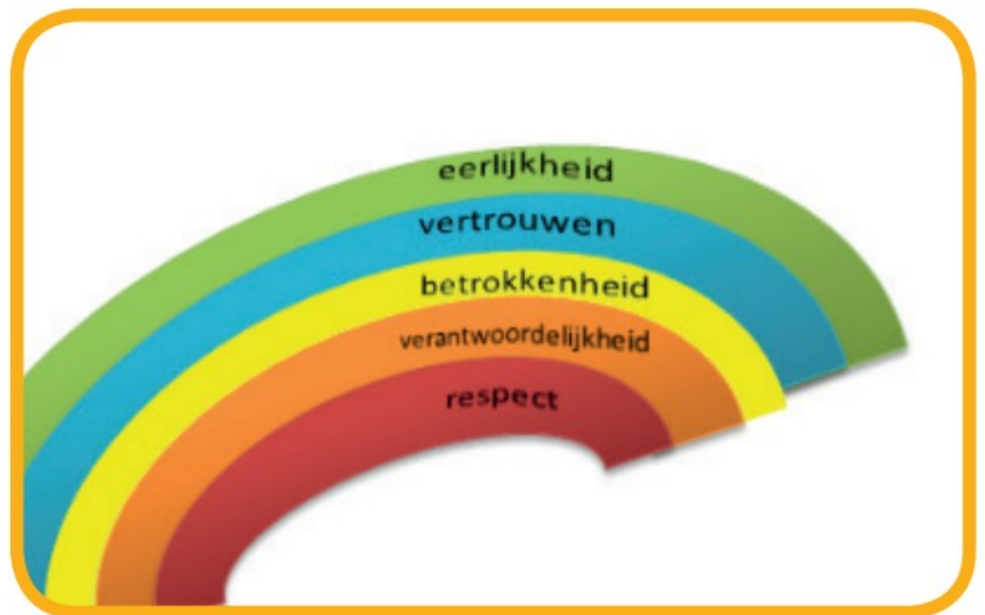 eerlijkheid
vertrouwen
betrokkenheid
verantwoordelijkheid
respect